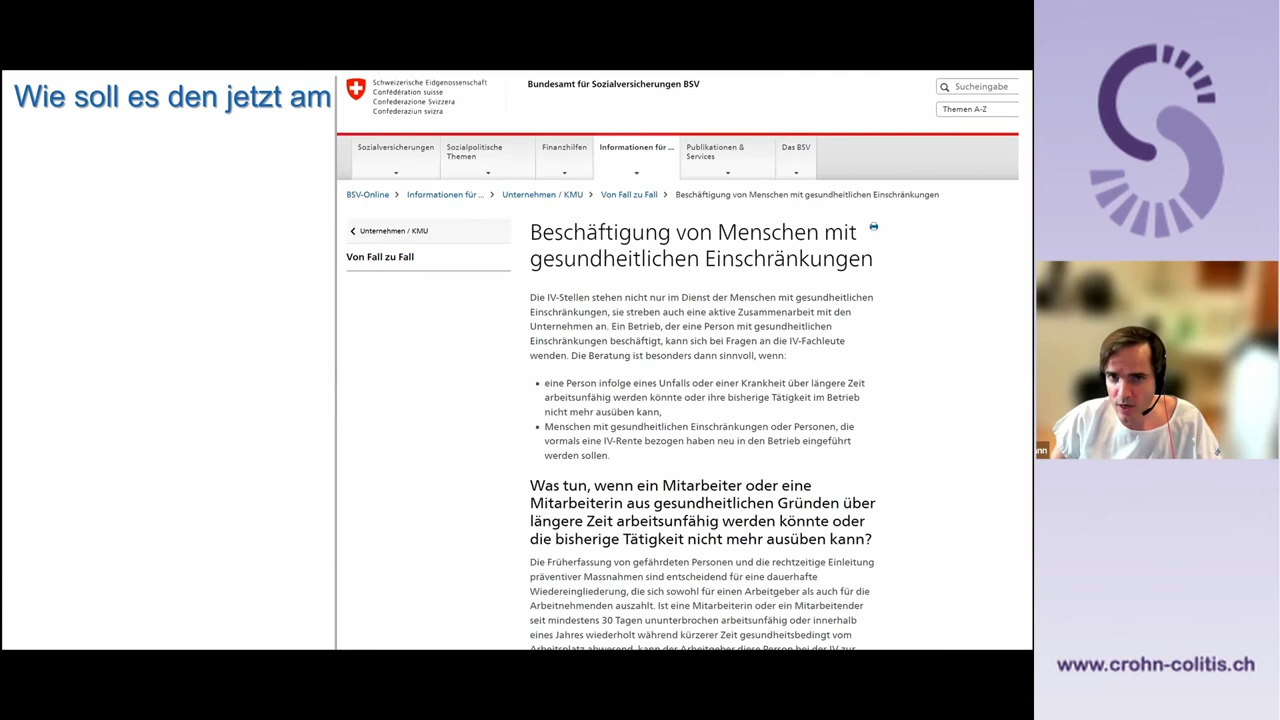 Wie soll es den jetzt am
Schweizerische Eidgenossenschaft
Confédération suisse
Confederazione Svizzera
Confederaziun svizra
Bundesamt für Sozialversicherungen BSV
Sucheingabe
Themen A-Z
Sozialversicherungen
Sozialpolitische
Themen
Finanzhilfen
Informationen für ...
Publikationen &
Services
Das BSV
BSV-Online > Informationen für ... > Unternehmen / KMU > Von Fall zu Fall > Beschäftigung von Menschen mit gesundheitlichen Einschränkungen
Unternehmen / KMU
Von Fall zu Fall
Beschäftigung von Menschen mit
gesundheitlichen Einschränkungen
Die IV-Stellen stehen nicht nur im Dienst der Menschen mit gesundheitlichen
Einschränkungen, sie streben auch eine aktive Zusammenarbeit mit den
Unternehmen an. Ein Betrieb, der eine Person mit gesundheitlichen
Einschränkungen beschäftigt, kann sich bei Fragen an die IV-Fachleute
wenden. Die Beratung ist besonders dann sinnvoll, wenn:
▪ eine Person infolge eines Unfalls oder einer Krankheit über längere Zeit
arbeitsunfähig werden könnte oder ihre bisherige Tätigkeit im Betrieb
nicht mehr ausüben kann,
▪ Menschen mit gesundheitlichen Einschränkungen oder Personen, die
vormals eine IV-Rente bezogen haben neu in den Betrieb eingeführt
werden sollen.
Was tun, wenn ein Mitarbeiter oder eine
Mitarbeiterin aus gesundheitlichen Gründen über
längere Zeit arbeitsunfähig werden könnte oder
die bisherige Tätigkeit nicht mehr ausüben kann?
Die Früherfassung von gefährdeten Personen und die rechtzeitige Einleitung
präventiver Massnahmen sind entscheidend für eine dauerhafte
Wiedereingliederung, die sich sowohl für einen Arbeitgeber als auch für die
Arbeitnehmenden auszahlt. Ist eine Mitarbeiterin oder ein Mitarbeitender
seit mindestens 30 Tagen ununterbrochen arbeitsunfähig oder innerhalb
eines Jahres wiederholt während kürzerer Zeit gesundheitsbedingt vom
Arbeitsplatz abwesend, kann der Arbeitgeber diese Person bei der IV zur
nn
www.crohn-colitis.ch